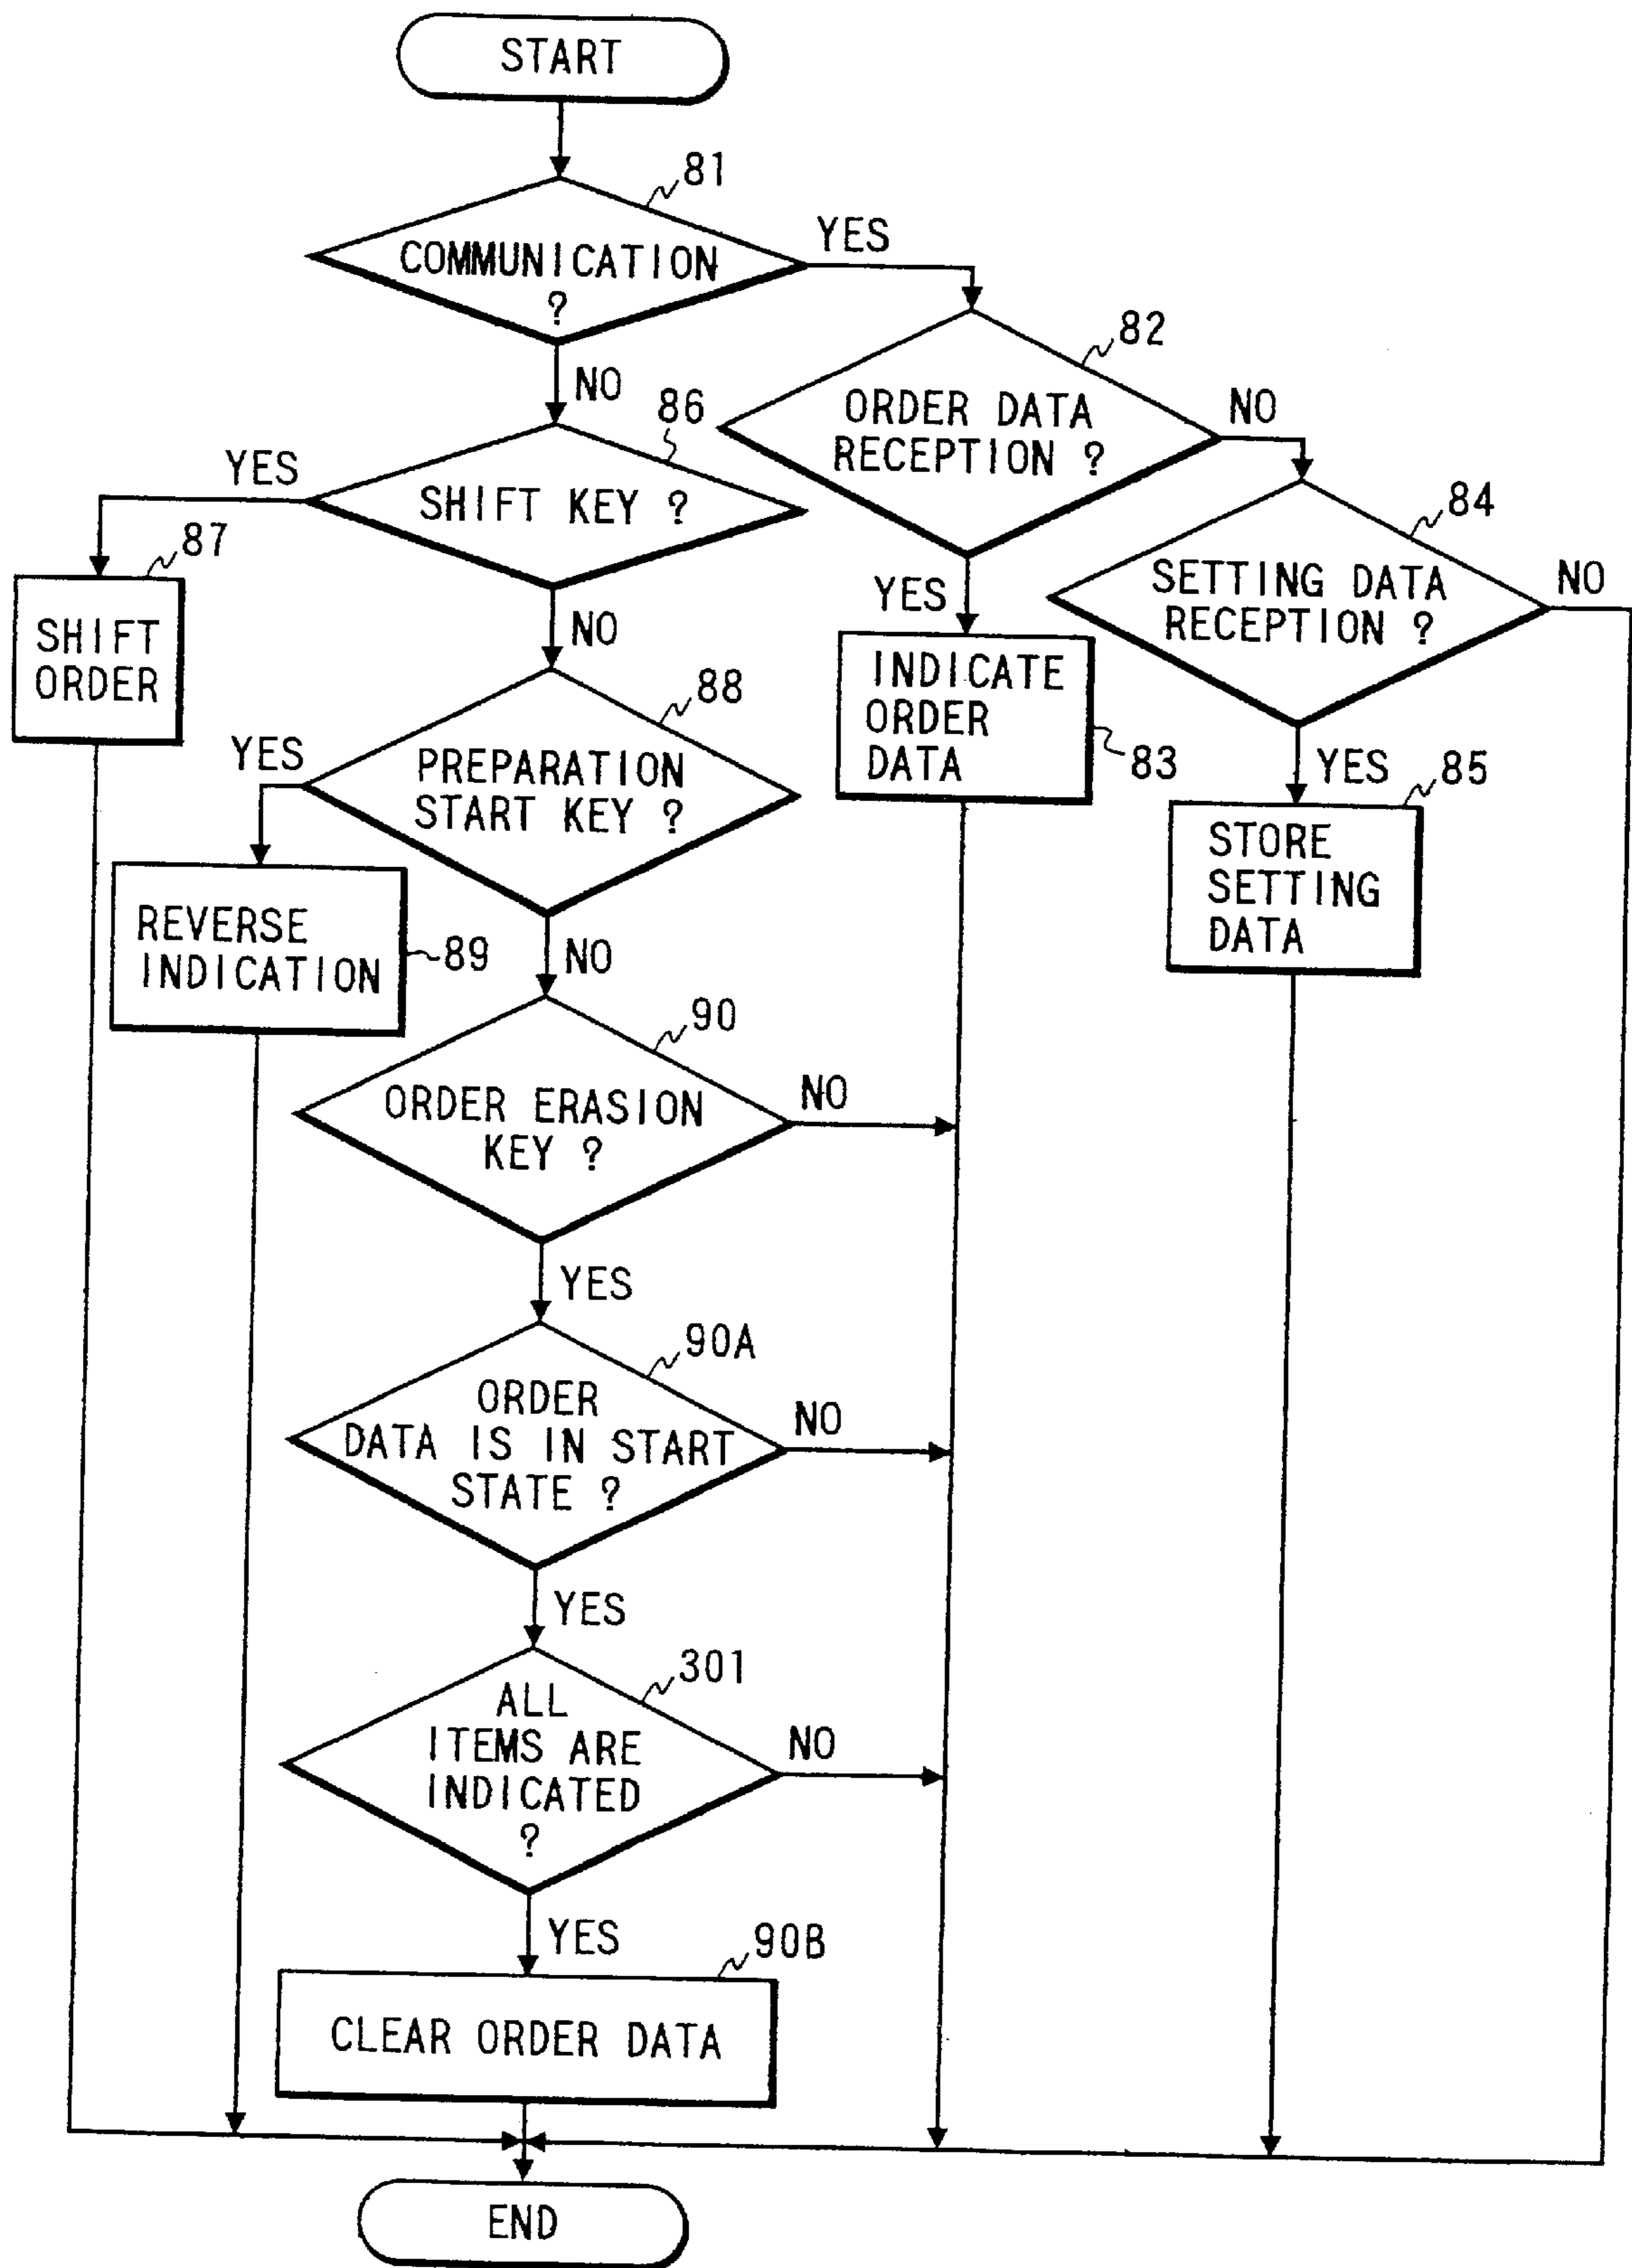 START
81
COMMUNICATION
?
YES
NO
82
ORDER DATA
RECEPTION ?
NO
YES
86
SHIFT KEY ?
YES
NO
87
SHIFT
ORDER
84
SETTING DATA
RECEPTION ?
NO
YES
INDICATE
ORDER
DATA
83
88
PREPARATION
START KEY ?
YES
NO
85
STORE
SETTING
DATA
REVERSE
INDICATION
89
90
ORDER ERASION
KEY ?
NO
YES
90A
ORDER
DATA IS IN START
STATE ?
NO
YES
301
ALL
ITEMS ARE
INDICATED
?
NO
YES
90B
CLEAR ORDER DATA
END